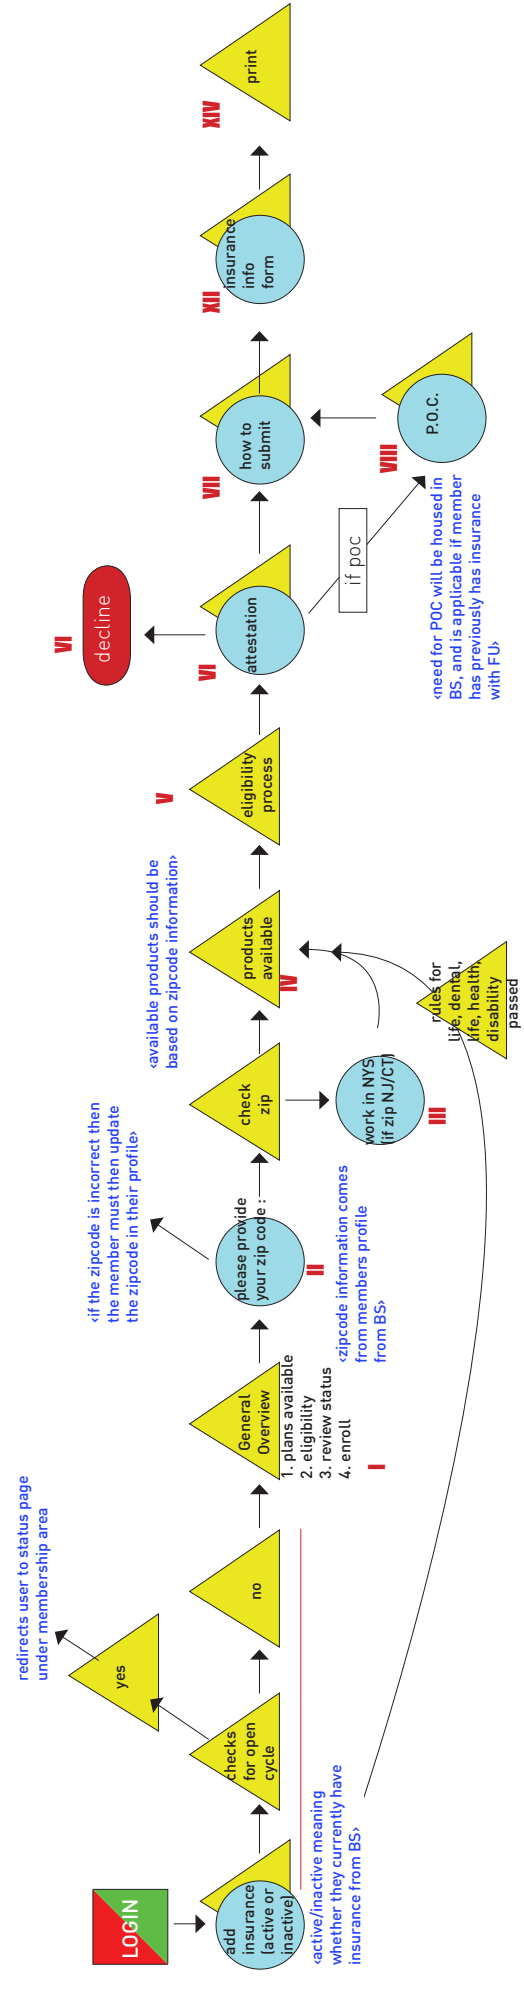 LOGIN
add
insurance
(active or
inactive)
‹active/inactive meaning
whether they currently have
insurance from BS›
checks
for open
cycle
yes
redirects user to status page
under membership area
no
General
Overview
1. plans available
2. eligibility
3. review status
4. enroll
I
please provide
your zip code :
II
‹if the zipcode is incorrect then
the member must then update
the zipcode in their profile›
‹zipcode information comes
from members profile
from BS›
check
zip
work in NYS
(if zip NJ/CT)
III
‹available products should be
based on zipcode information›
products
available
IV
rules for
life, dental,
life, health,
disability
passed
eligibility
process
V
attestation
VI
decline
VI
if poc
P.O.C.
VIII
‹need for POC will be housed in
BS, and is applicable if member
has previously has insurance
with FU›
how to
submit
VII
insurance
info
form
XII
print
XIV